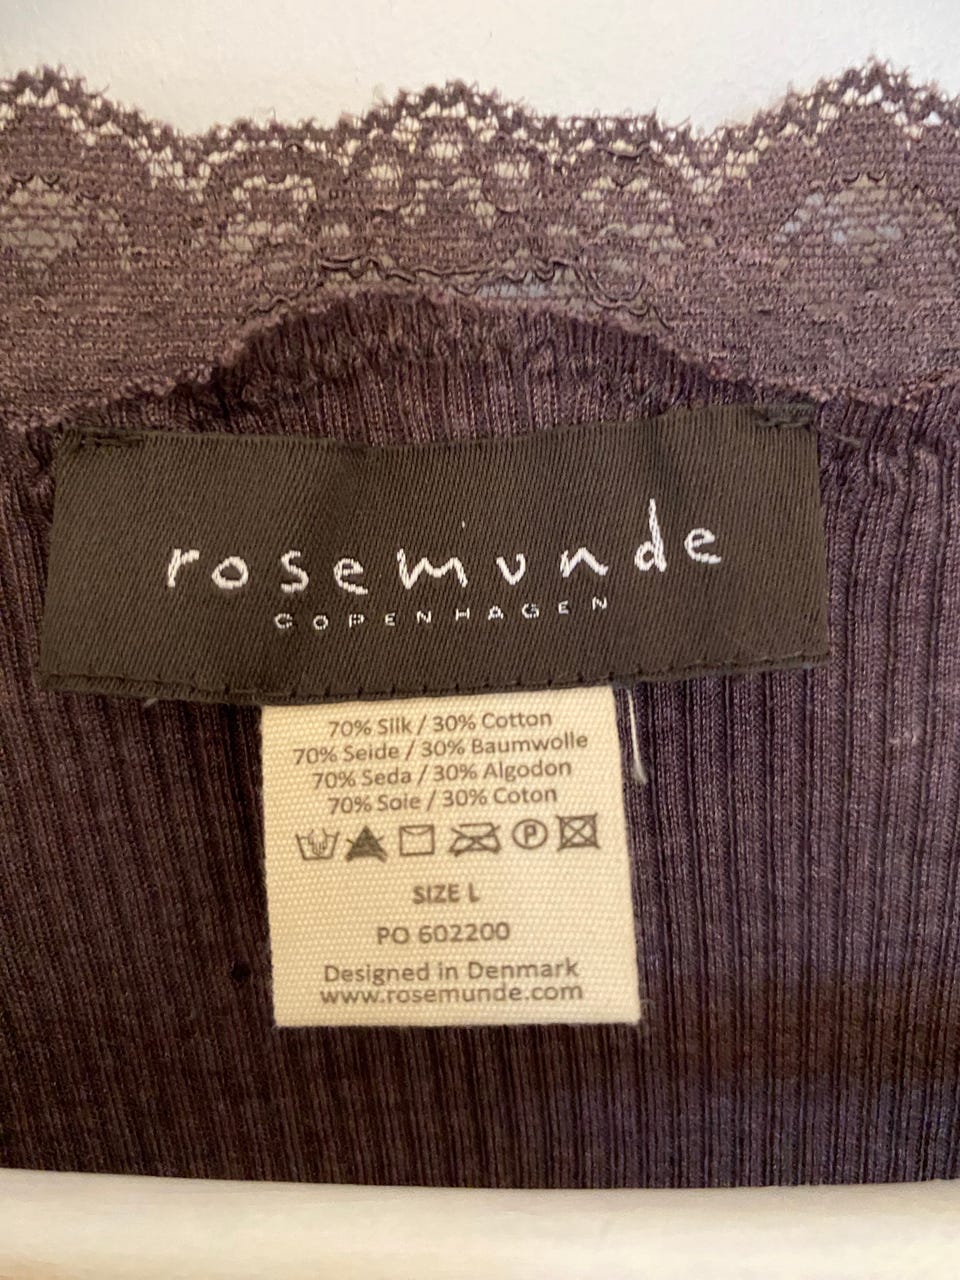 rosemunde
COPENHAGEN
70% Silk / 30% Cotton
70% Seide / 30% Baumwolle
70% Seda / 30% Algodon
70% Soie / 30% Coton
P
SIZE L
PO 602200
Designed in Denmark
www.rosemunde.com